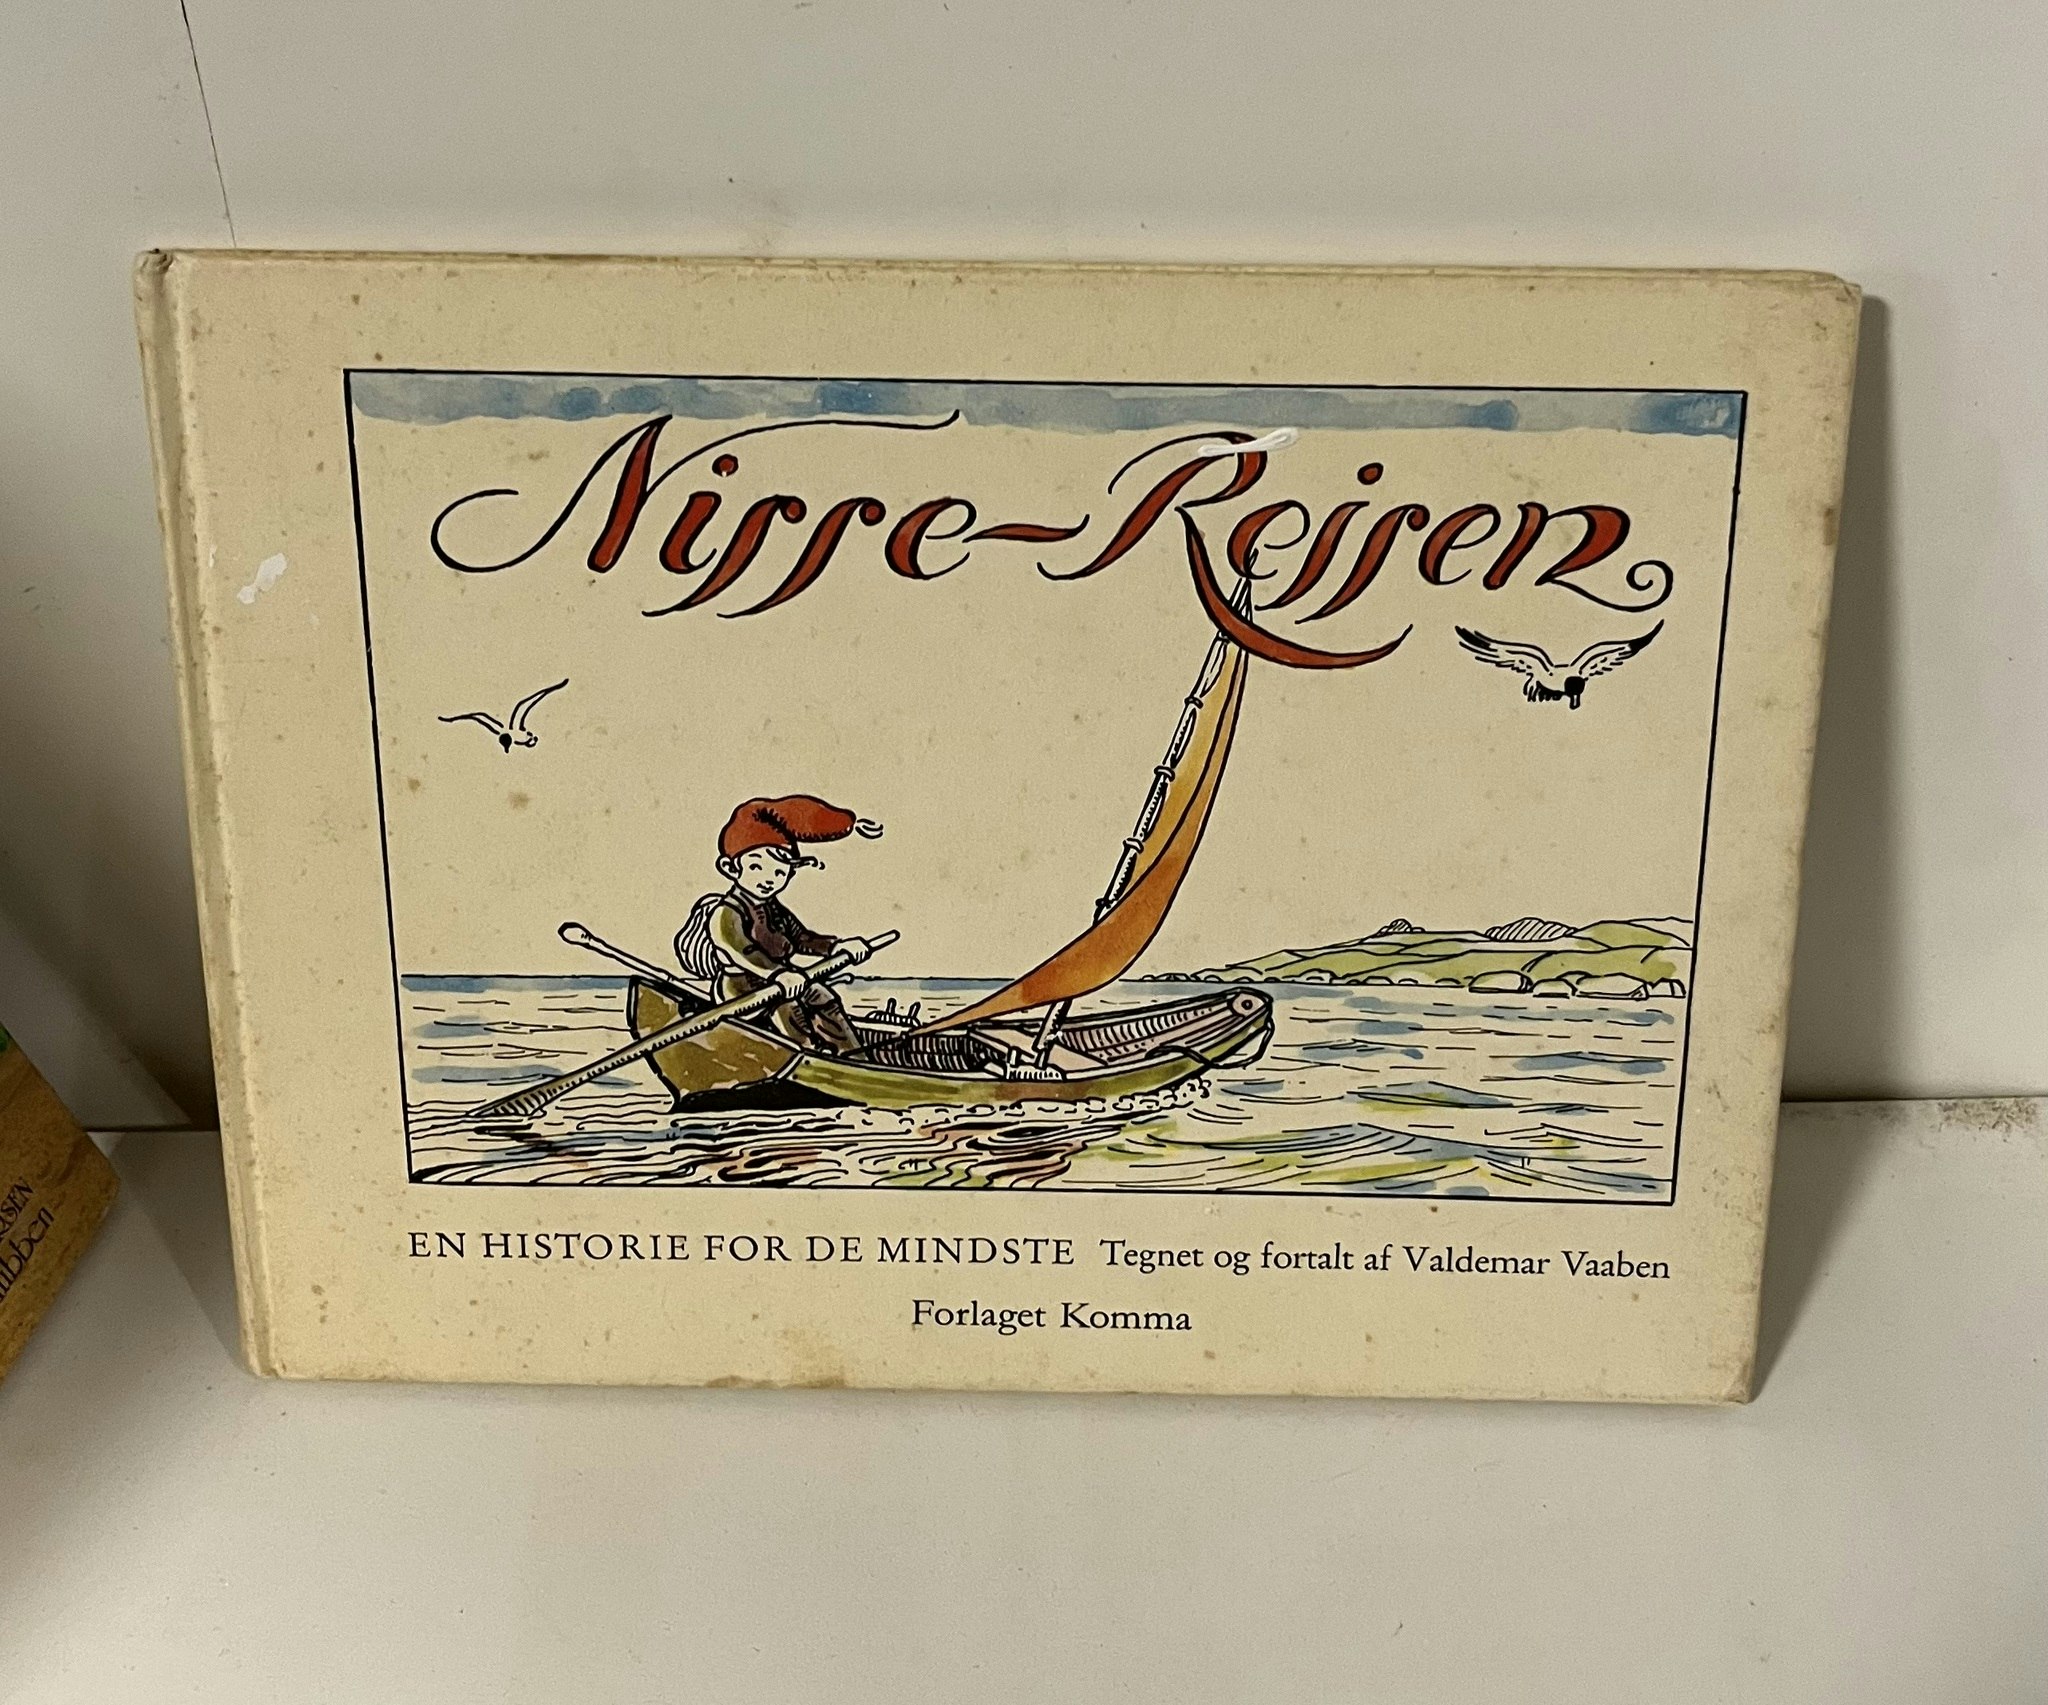 Nisse-Rejsen
EN HISTORIE FOR DE MINDSTE Tegnet og fortalt af Valdemar Vaaben
Forlaget Komma